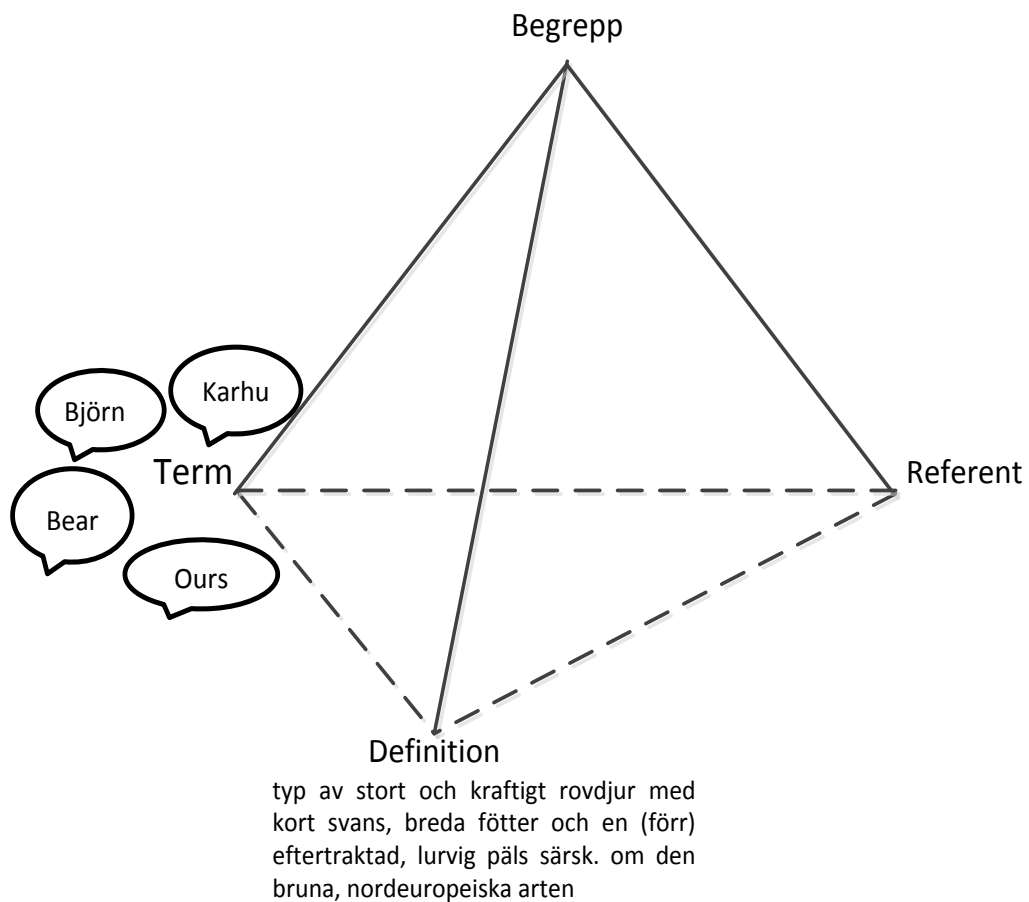 Begrepp
Karhu
Björn
Term
Referent
Bear
Ours
Definition
typ av stort och kraftigt rovdjur med
kort svans, breda fötter och en (förr)
eftertraktad, lurvig päls särsk. om den
bruna, nordeuropeiska arten